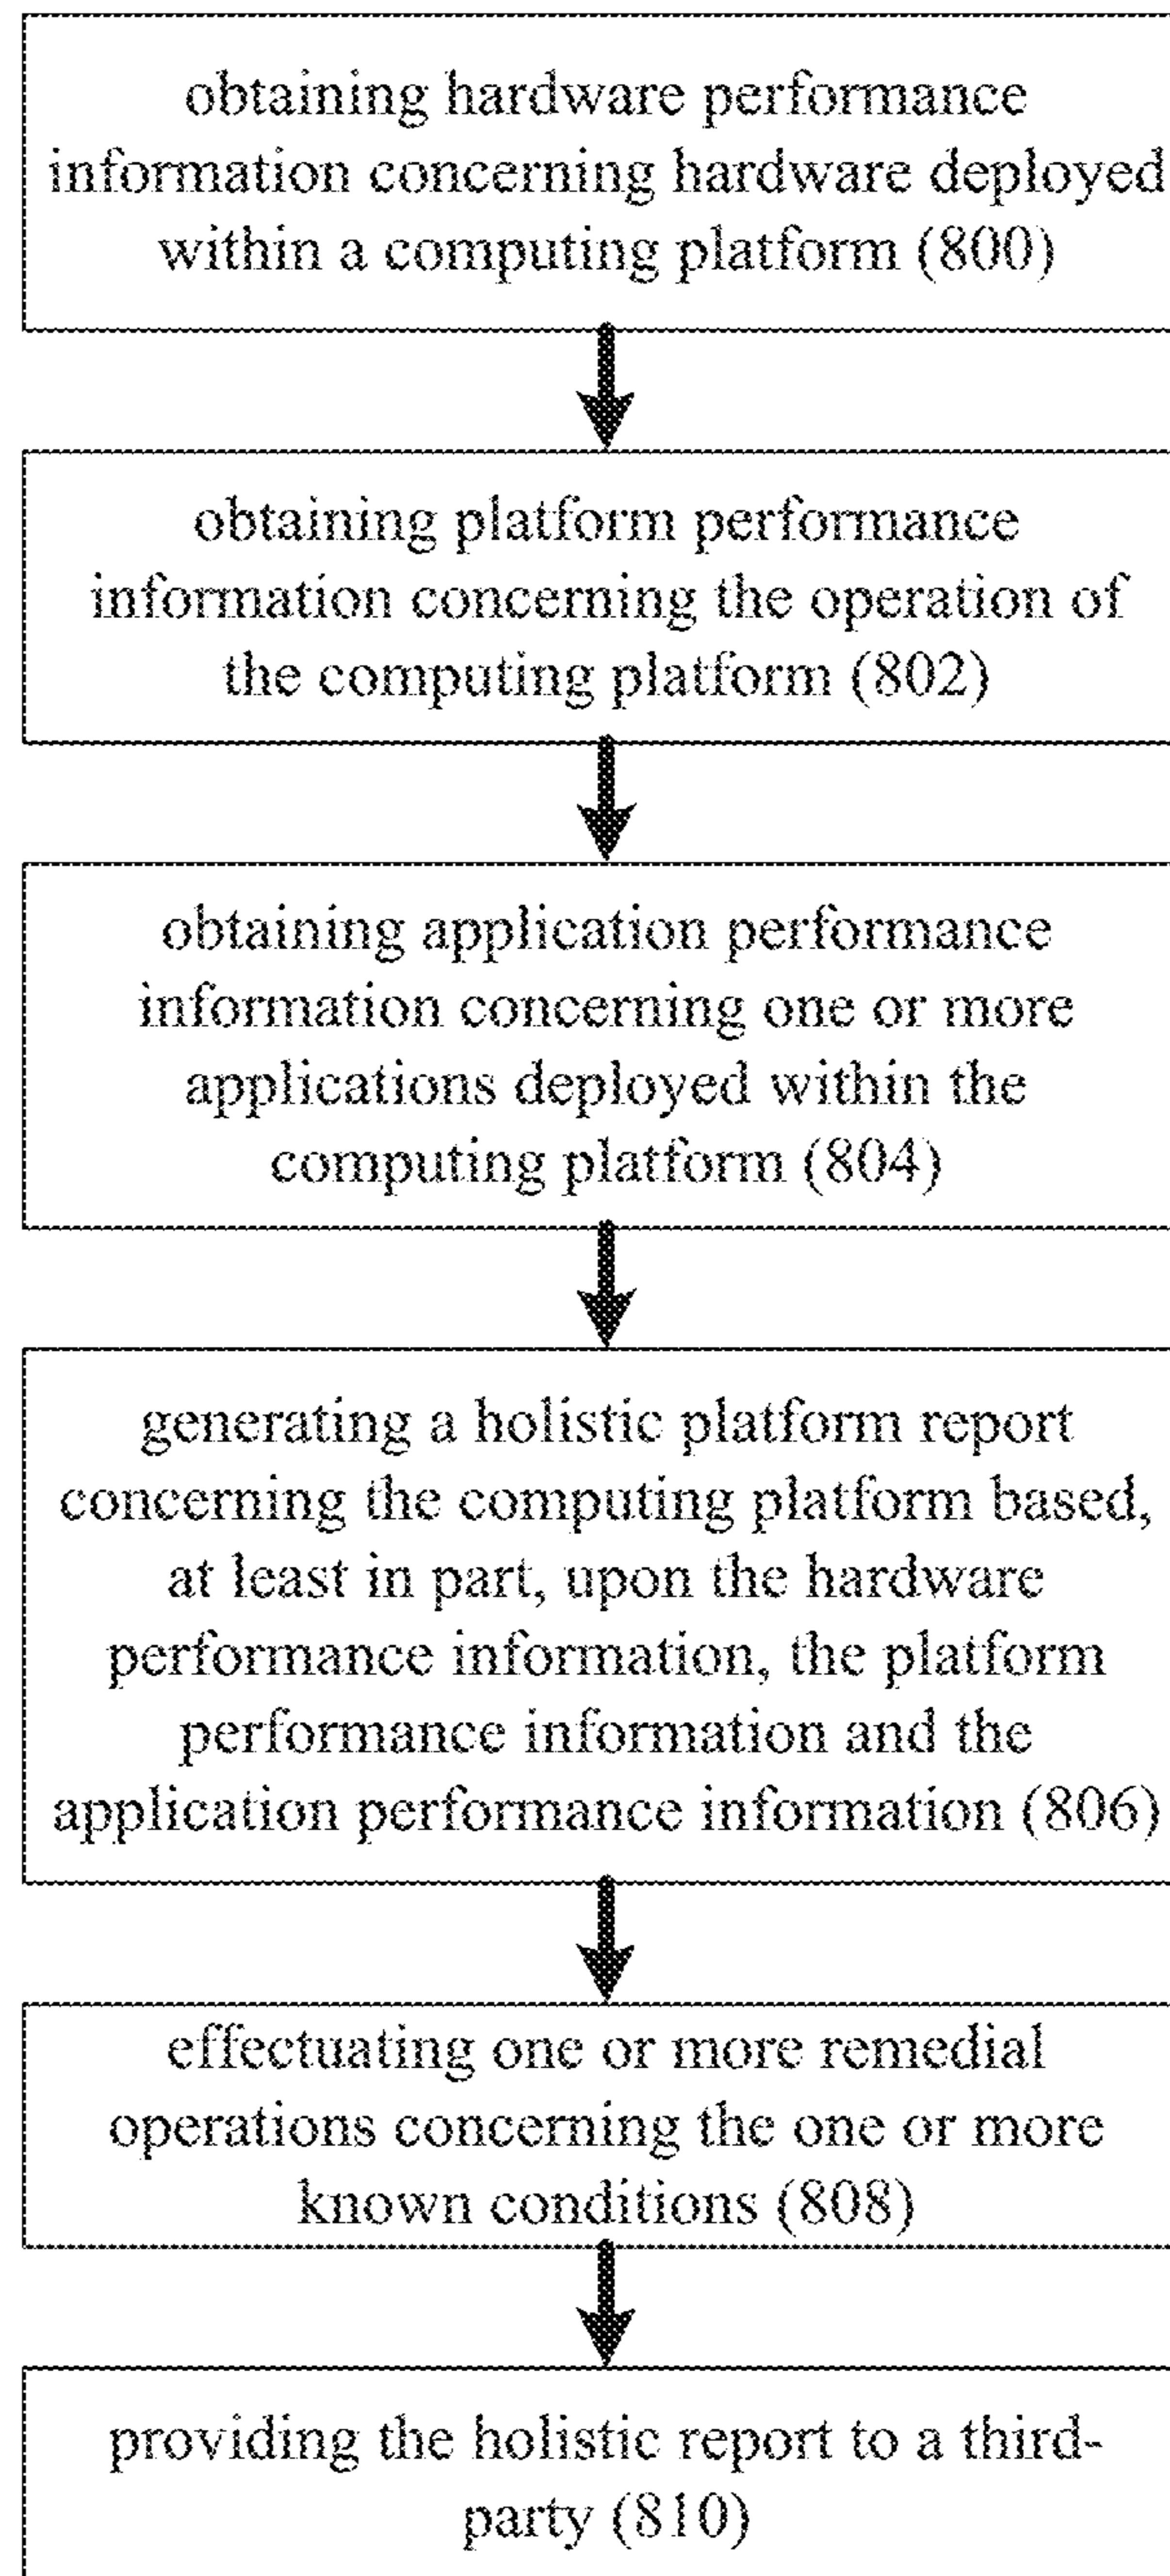 obtaining hardware performance
information concerning hardware deployed
within a computing platform (800)
obtaining platform performance
information concerning the operation of
the computing platform (802)
obtaining application performance
information concerning one or more
applications deployed within the
computing platform (804)
generating a holistic platform report
concerning the computing platform based,
at least in part, upon the hardware
performance information, the platform
performance information and the
application performance information (806)
effectuating one or more remedial
operations concerning the one or more
known conditions (808)
providing the holistic report to a third-
party (810)